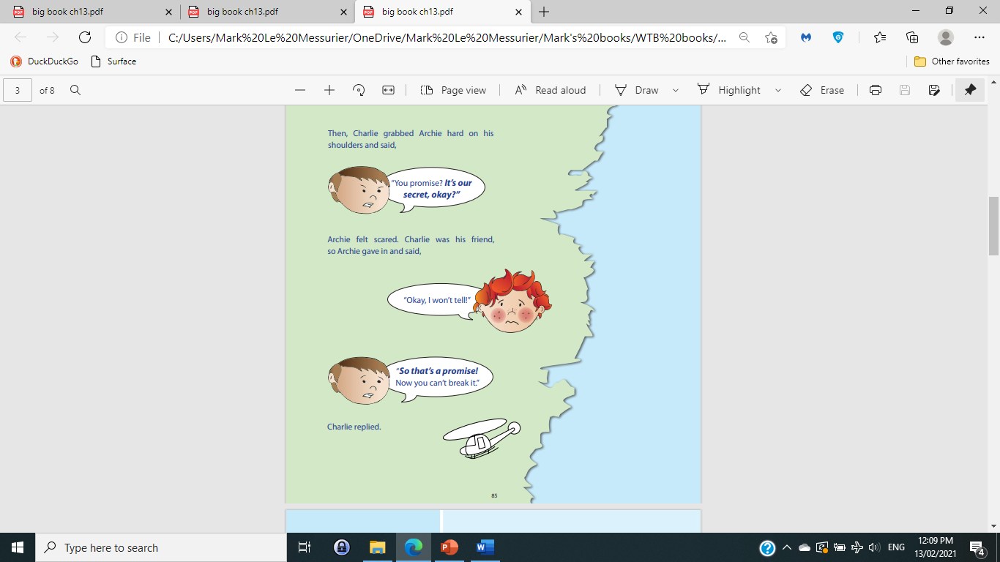 big book ch13.pdf
big book ch13.pdf
big book ch13.pdf
File
C:/Users/Mark%20Le%20Messurier/OneDrive/Mark%20Le%20Messurier/Mark's%20books/WTB%20books/...
DuckDuckGo
Surface
Other favorites
3
of 8
Page view
Read aloud
Draw
Highlight
Erase
Then, Charlie grabbed Archie hard on his
shoulders and said,
"You promise? It's our
secret, okay?"
Archie felt scared. Charlie was his friend,
so Archie gave in and said,
"Okay, I won't tell!"
"So that's a promise!
Now you can't break it."
Charlie replied.
85
Type here to search
ENG
12:09 PM
13/02/2021
4